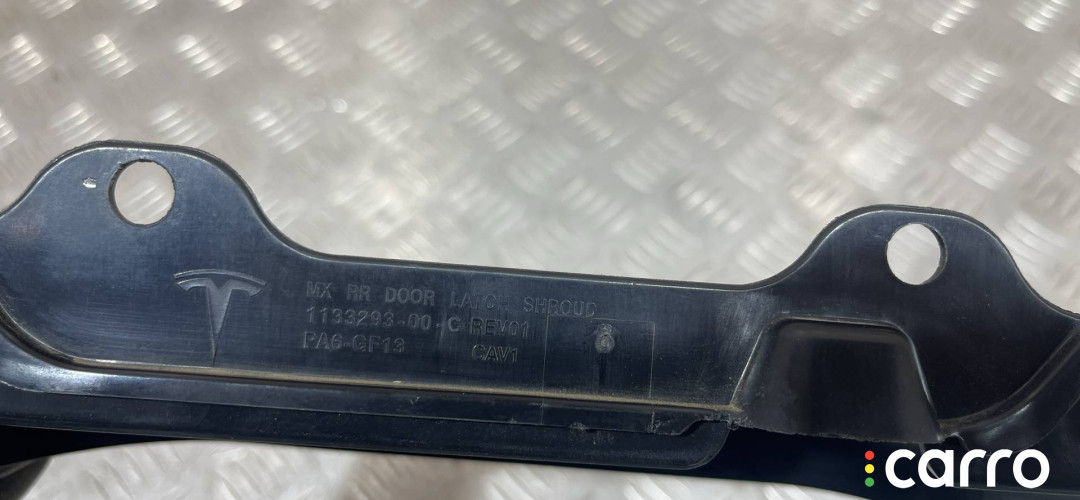 MX RR DOOR LATCH SHROUD
1133293-00-C REV01
PA6-GF13 CAV1
carro